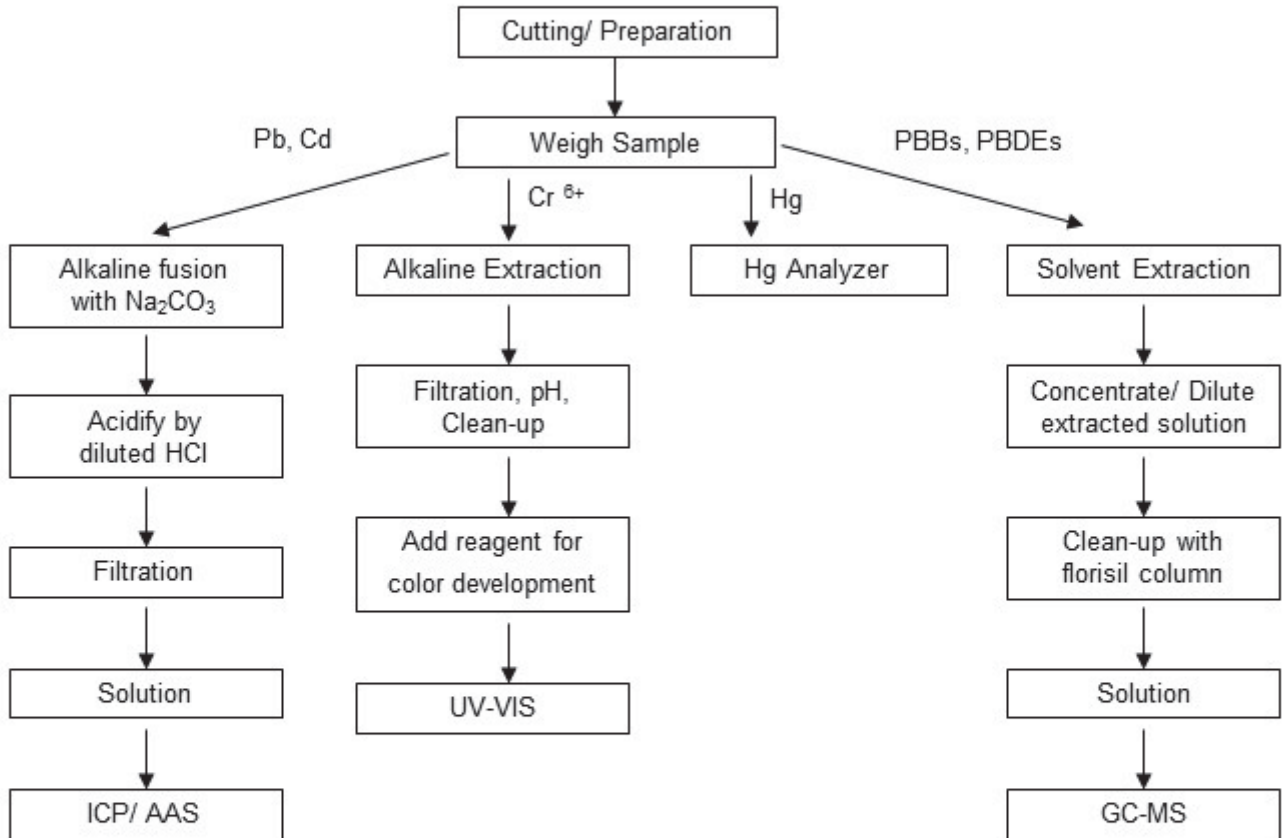 Cutting/ Preparation
Weigh Sample
Pb, Cd
Cr ⁶⁺
Hg
PBBs, PBDEs
Alkaline fusion
with Na₂CO₃
Acidify by
diluted HCl
Filtration
Solution
ICP/ AAS
Alkaline Extraction
Filtration, pH,
Clean-up
Add reagent for
color development
UV-VIS
Hg Analyzer
Solvent Extraction
Concentrate/ Dilute
extracted solution
Clean-up with
florisil column
Solution
GC-MS